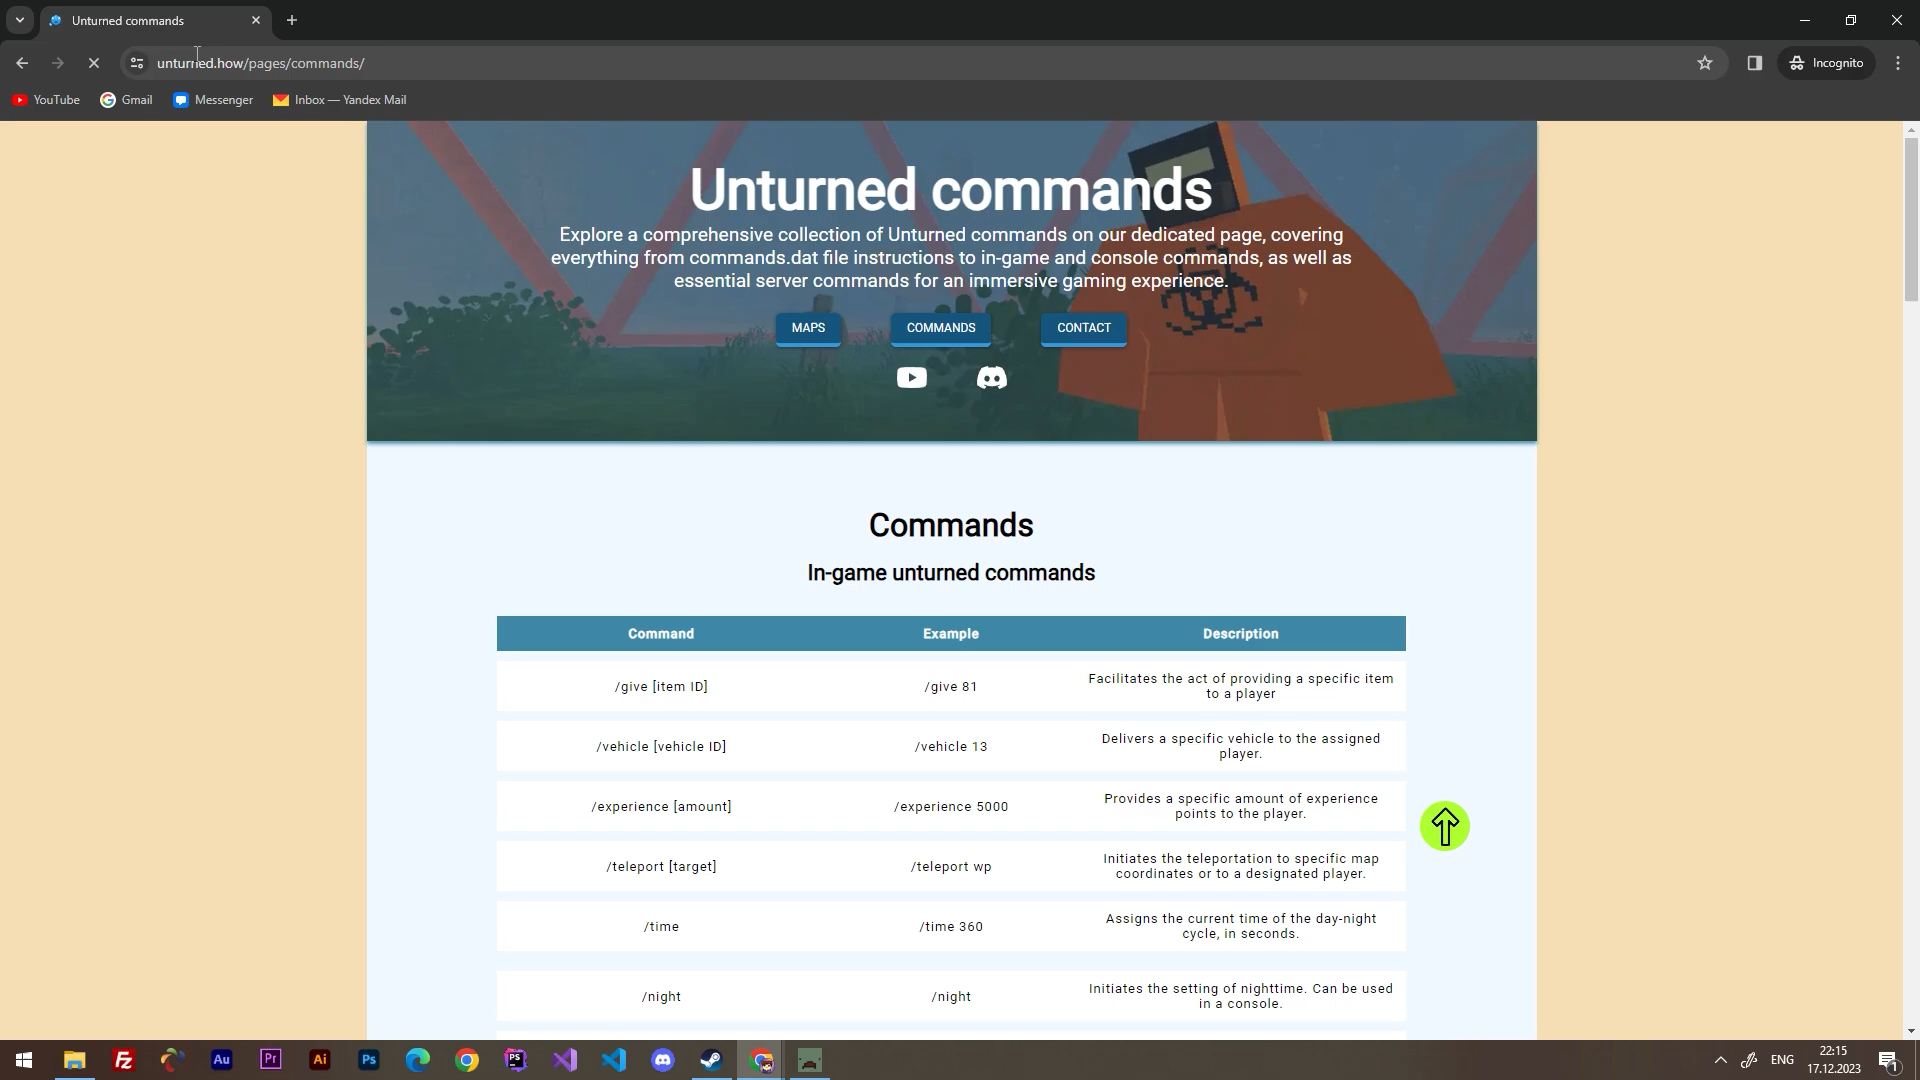 Unturned commands
unturned.how/pages/commands/
Incognito
YouTube
Gmail
Messenger
Inbox — Yandex Mail
Unturned commands
Explore a comprehensive collection of Unturned commands on our dedicated page, covering
everything from commands.dat file instructions to in-game and console commands, as well as
essential server commands for an immersive gaming experience.
MAPS
COMMANDS
CONTACT
Commands
In-game unturned commands
Command Example Description
/give [item ID] /give 81 Facilitates the act of providing a specific item
to a player
/vehicle [vehicle ID] /vehicle 13 Delivers a specific vehicle to the assigned
player.
/experience [amount] /experience 5000 Provides a specific amount of experience
points to the player.
/teleport [target] /teleport wp Initiates the teleportation to specific map
coordinates or to a designated player.
/time /time 360 Assigns the current time of the day-night
cycle, in seconds.
/night /night Initiates the setting of nighttime. Can be used
in a console.
Fz
Au
Pr
Ai
Ps
PS
ENG
22:15
17.12.2023
1